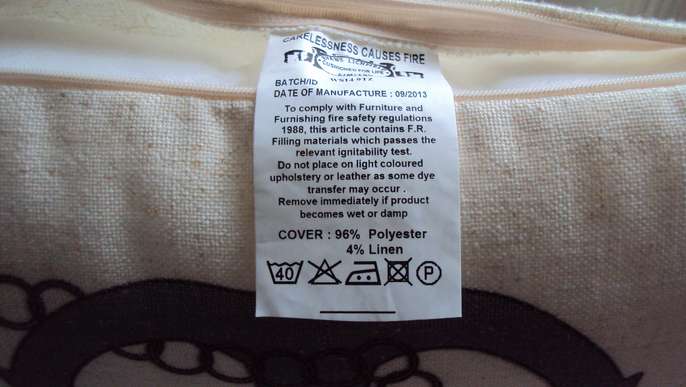 CARELESSNESS CAUSES FIRE
CUSHIONED FOR LIFE
BATCH/ID
DATE OF MANUFACTURE : 09/2013
To comply with Furniture and
Furnishing fire safety regulations
1988, this article contains F.R.
Filling materials which passes the
relevant ignitability test.
Do not place on light coloured
upholstery or leather as some dye
transfer may occur .
Remove immediately if product
becomes wet or damp
COVER : 96% Polyester
4% Linen
40 P